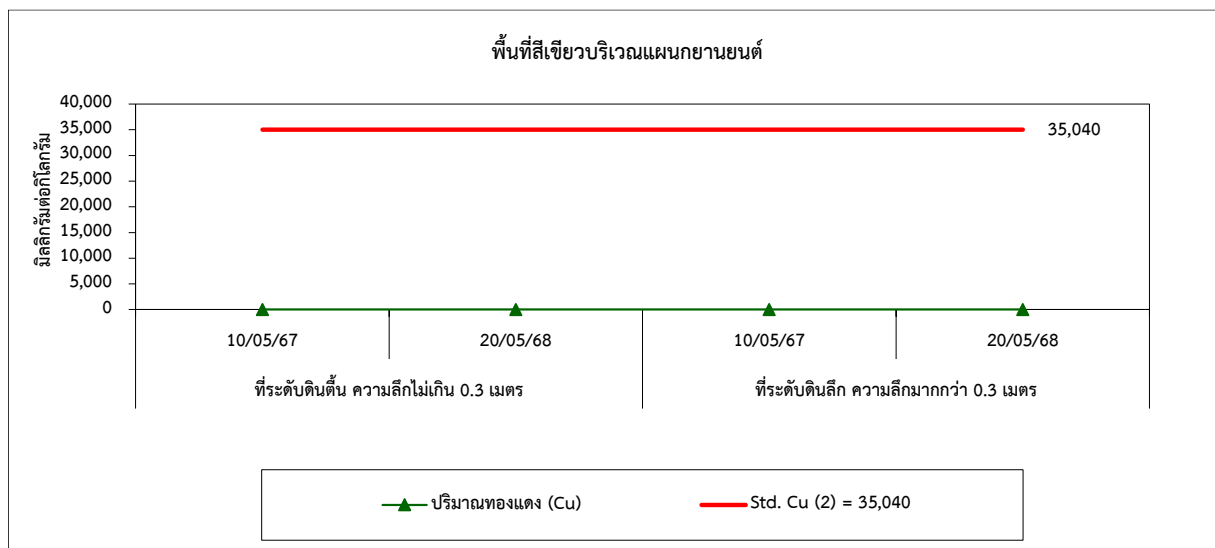 พื้นที่สีเขียวบริเวณแผนกยานยนต์
มิลลิกรัมต่อกิโลกรัม
40,000
35,000
30,000
25,000
20,000
15,000
10,000
5,000
0
35,040
10/05/67 20/05/68 10/05/67 20/05/68
ที่ระดับดินตื้น ความลึกไม่เกิน 0.3 เมตร ที่ระดับดินลึก ความลึกมากกว่า 0.3 เมตร
ปริมาณทองแดง (Cu) Std. Cu (2) = 35,040